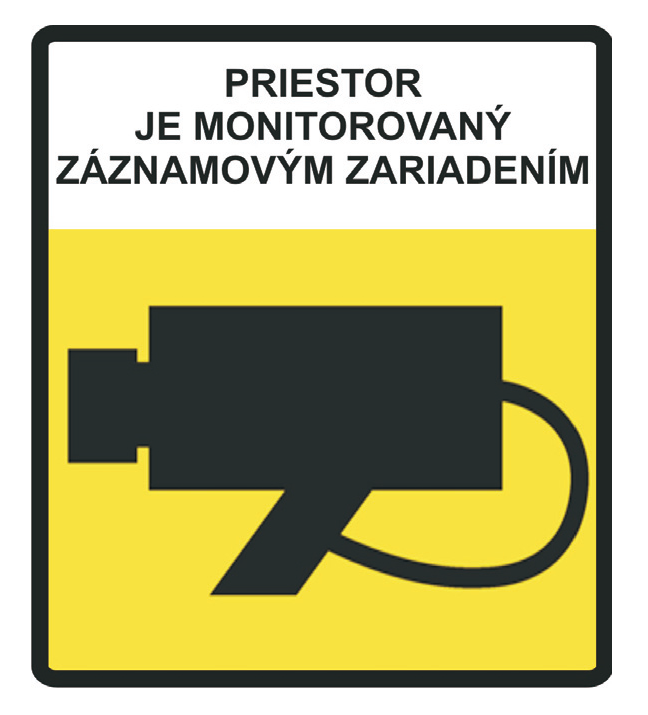 PRIESTOR
JE MONITOROVANÝ
ZÁZNAMOVÝM ZARIADENÍM